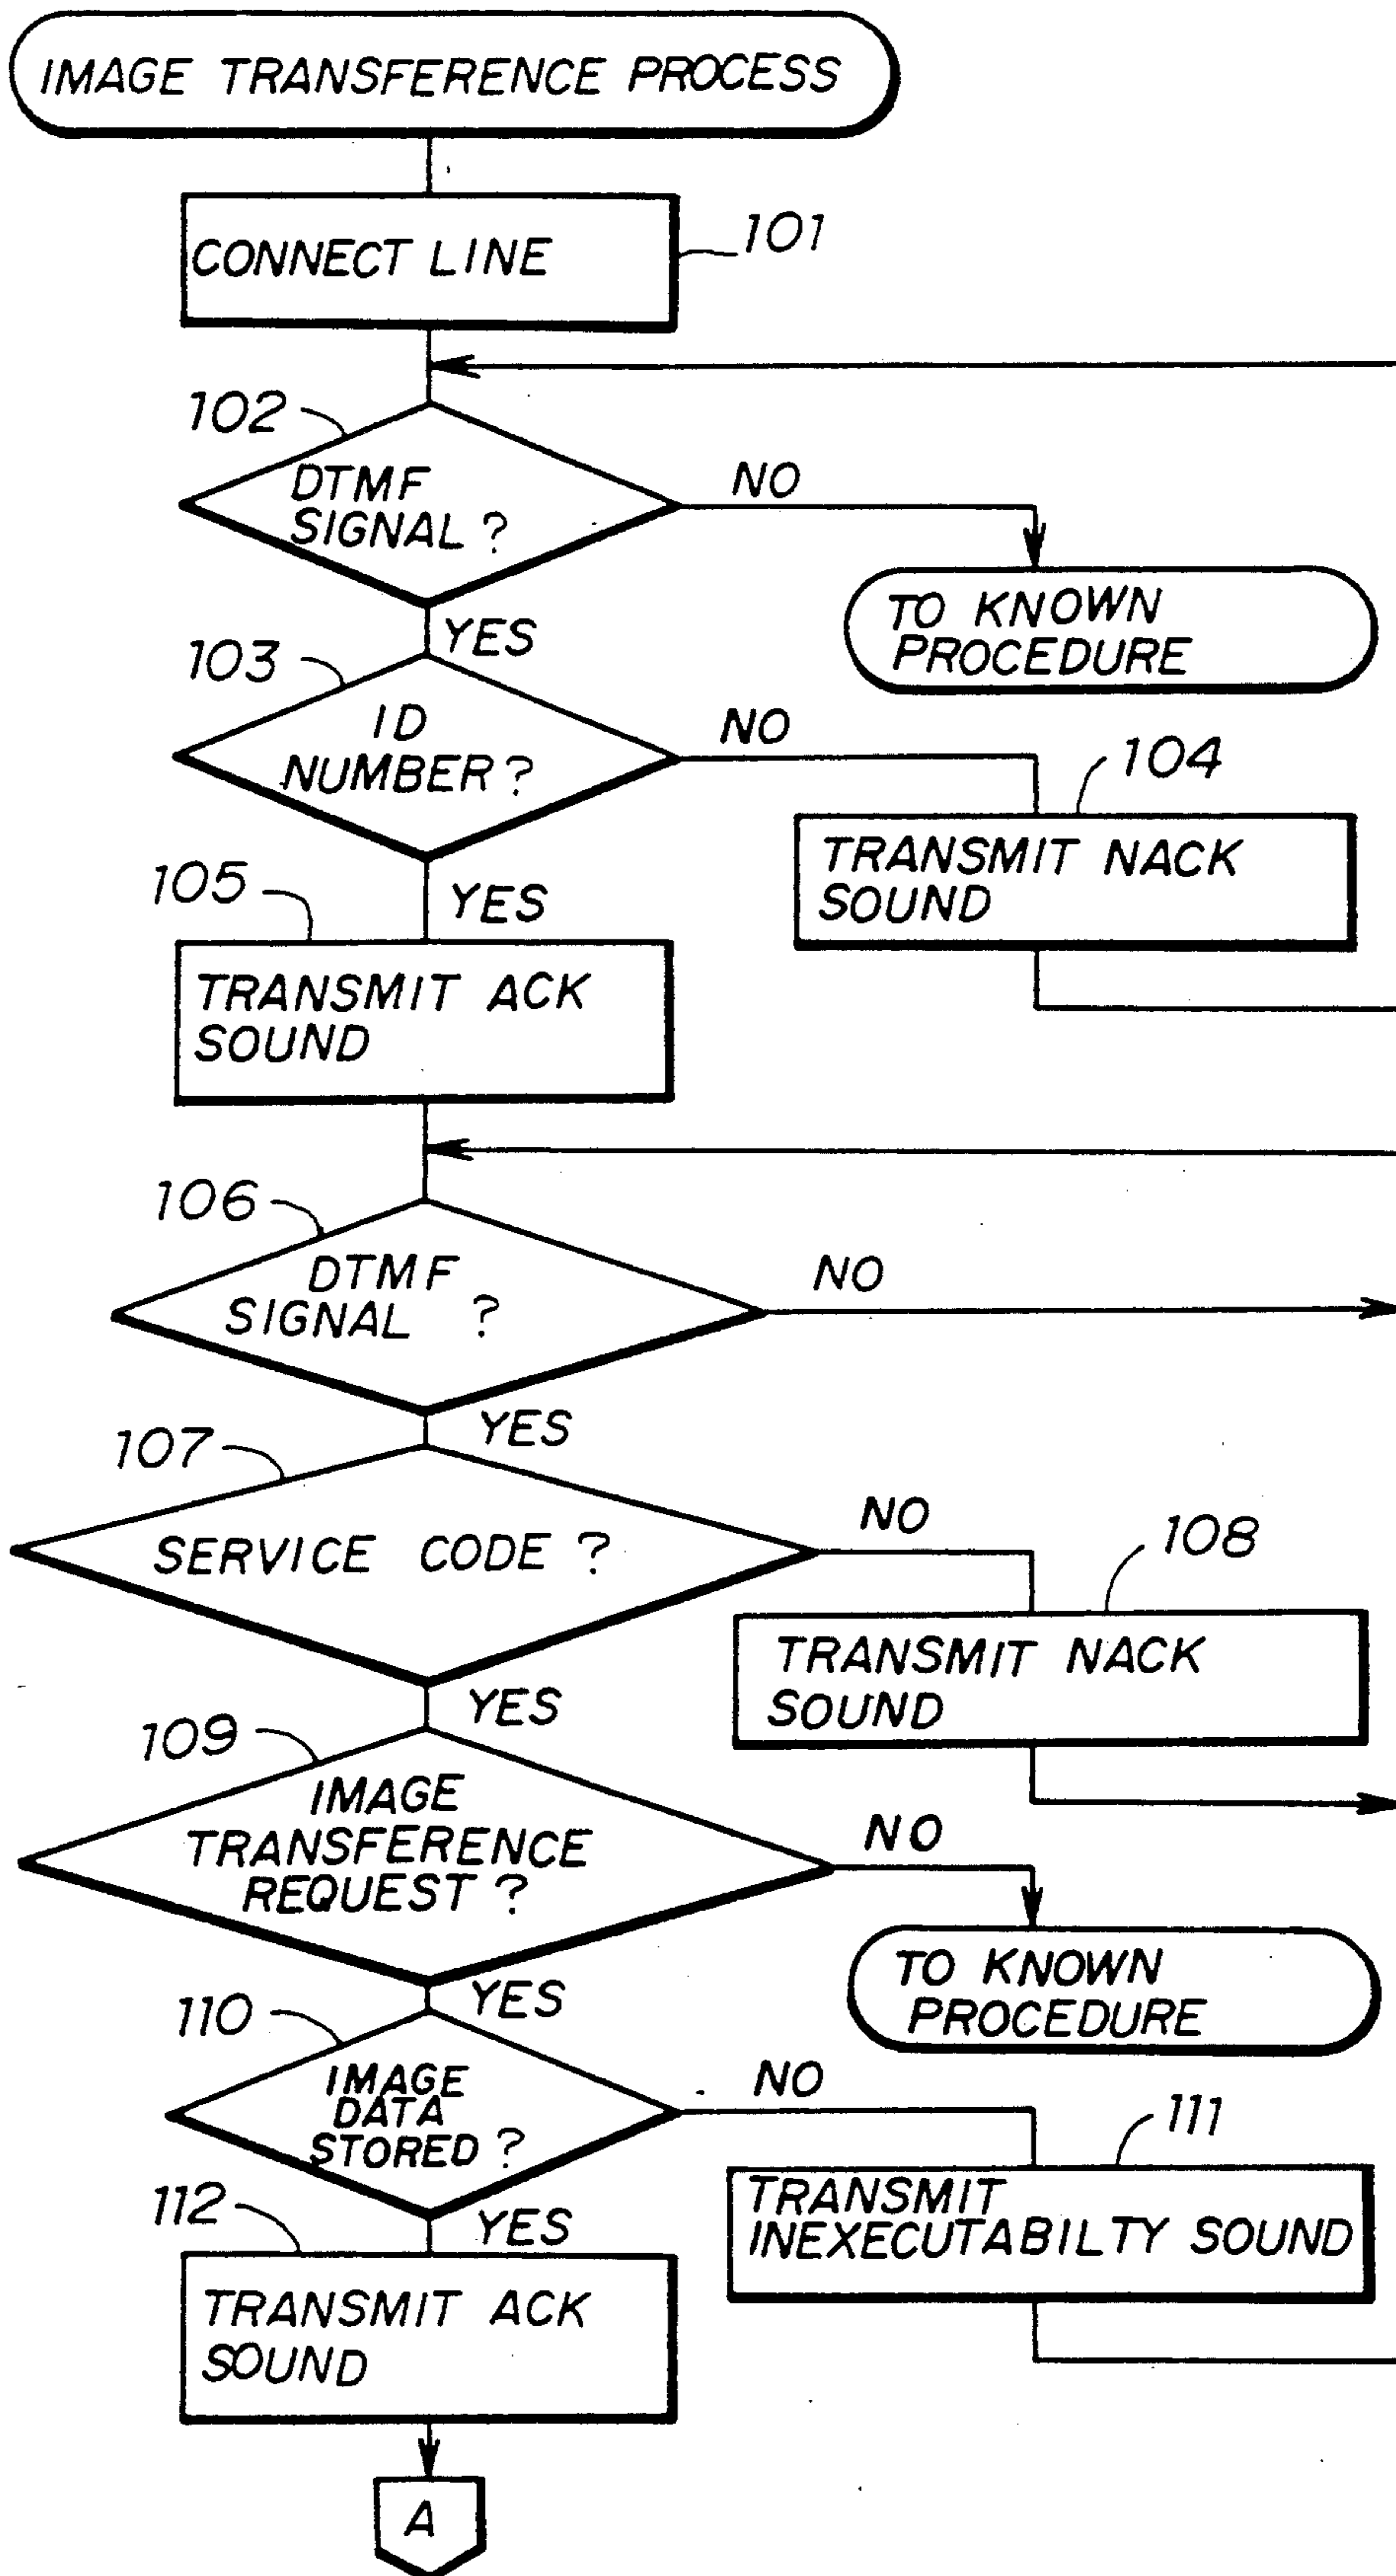 IMAGE TRANSFERENCE PROCESS
CONNECT LINE
101
102
DTMF
SIGNAL ?
NO
TO KNOWN
PROCEDURE
YES
103
ID
NUMBER ?
NO
104
TRANSMIT NACK
SOUND
YES
105
TRANSMIT ACK
SOUND
106
DTMF
SIGNAL ?
NO
YES
107
SERVICE CODE ?
NO
108
TRANSMIT NACK
SOUND
YES
109
IMAGE
TRANSFERENCE
REQUEST ?
NO
TO KNOWN
PROCEDURE
YES
110
IMAGE
DATA
STORED ?
NO
111
TRANSMIT
INEXECUTABILTY SOUND
YES
112
TRANSMIT ACK
SOUND
A